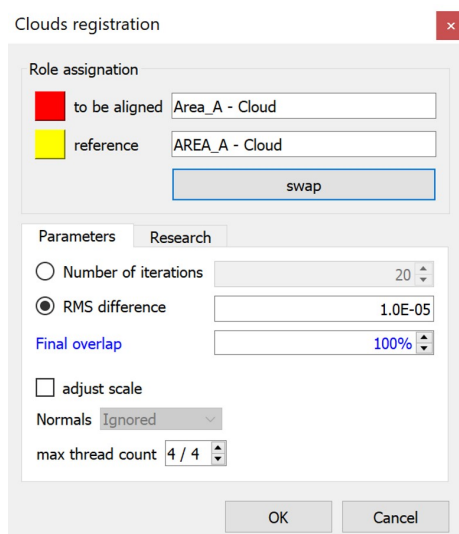 Clouds registration
×
Role assignation
to be aligned Area_A - Cloud
reference AREA_A - Cloud
swap
Parameters Research
Number of iterations 20
RMS difference 1.0E-05
Final overlap 100%
adjust scale
Normals Ignored
max thread count 4 / 4
OK Cancel